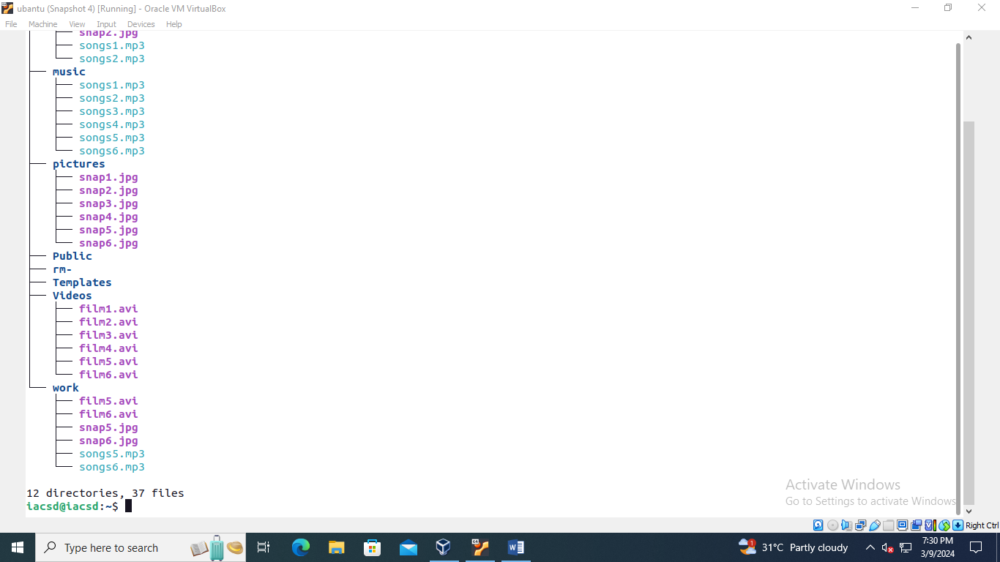 ubantu (Snapshot 4) [Running] - Oracle VM VirtualBox
File Machine View Input Devices Help
snap2.jpg
songs1.mp3
songs2.mp3
music
songs1.mp3
songs2.mp3
songs3.mp3
songs4.mp3
songs5.mp3
songs6.mp3
pictures
snap1.jpg
snap2.jpg
snap3.jpg
snap4.jpg
snap5.jpg
snap6.jpg
Public
rm-
Templates
Videos
film1.avi
film2.avi
film3.avi
film4.avi
film5.avi
film6.avi
work
film5.avi
film6.avi
snap5.jpg
snap6.jpg
songs5.mp3
songs6.mp3
12 directories, 37 files
iacsd@iacsd:~$
Activate Windows
Go to Settings to activate Windows
Right Ctrl
Type here to search
1
64
W
31°C Partly cloudy
7:30 PM
3/9/2024